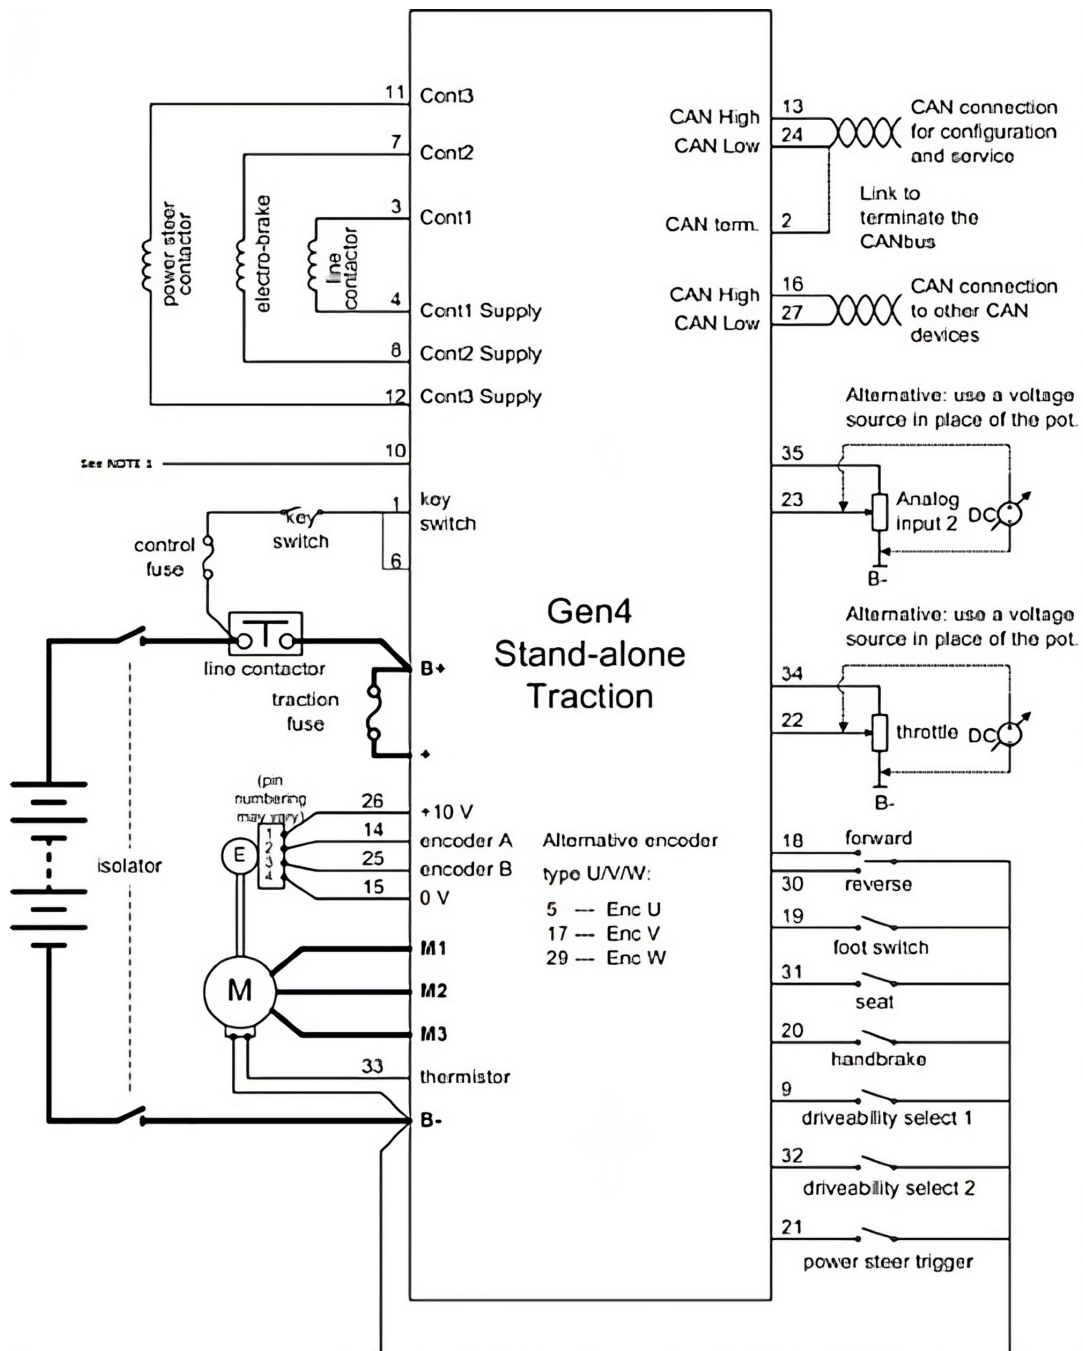 11 Cont3
7 Cont2
3 Cont1
power steer
contactor
electro-brake
line
contactor
4 Cont1 Supply
8 Cont2 Supply
12 Cont3 Supply
See NOTE 1
10
1 key
switch
key
switch
6
control
fuse
line contactor
B+
traction
fuse
+
isolator
(pin
numbering
may vary)
1
2
3
4
E
26 +10 V
14 encoder A
25 encoder B
15 0 V
M
M1
M2
M3
33 thermistor
B-
Gen4
Stand-alone
Traction
Alternative encoder
type U/V/W:
5 --- Enc U
17 --- Enc V
29 --- Enc W
CAN High 13
CAN Low 24
CAN connection
for configuration
and service
CAN term. 2
Link to
terminate the
CANbus
CAN High 16
CAN Low 27
CAN connection
to other CAN
devices
Alternative: use a voltage
source in place of the pot.
35
23
Analog
input 2
DC
B-
Alternative: use a voltage
source in place of the pot.
34
22
throttle
DC
B-
18 forward
30 reverse
19
foot switch
31
seat
20
handbrake
9
driveability select 1
32
driveability select 2
21
power steer trigger